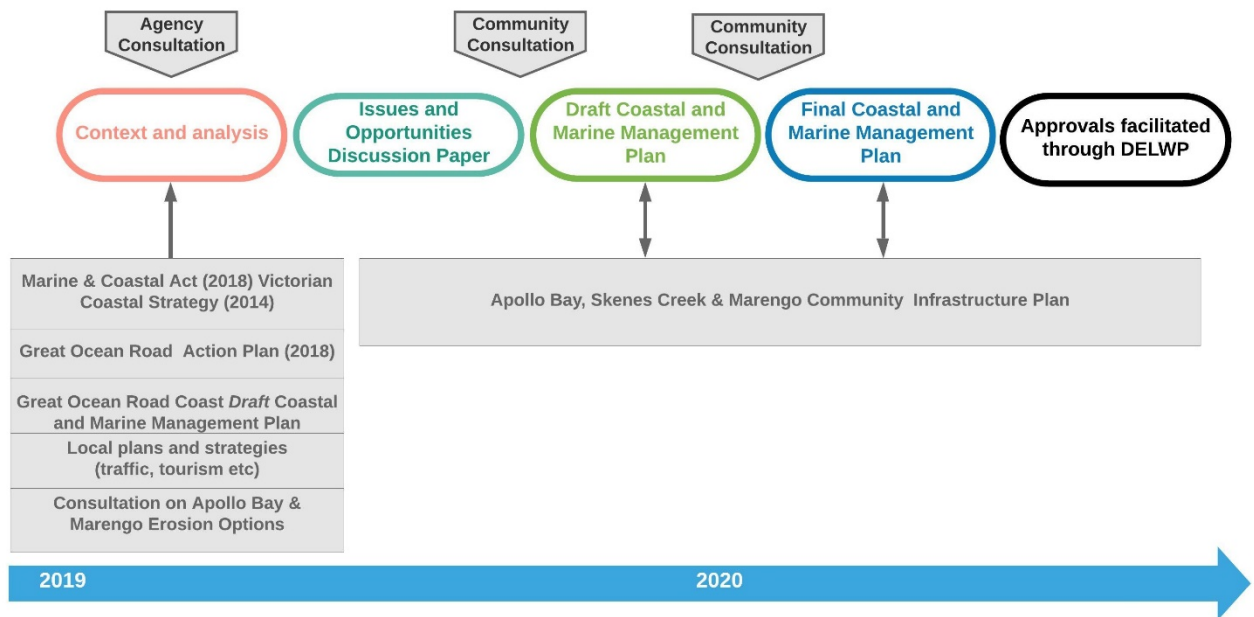 Agency
Consultation
Community
Consultation
Community
Consultation
Context and analysis
Issues and
Opportunities
Discussion Paper
Draft Coastal and
Marine Management
Plan
Final Coastal and
Marine Management
Plan
Approvals facilitated
through DELWP
Marine & Coastal Act (2018) Victorian
Coastal Strategy (2014)
Great Ocean Road Action Plan (2018)
Great Ocean Road Coast Draft Coastal
and Marine Management Plan
Local plans and strategies
(traffic, tourism etc)
Consultation on Apollo Bay &
Marengo Erosion Options
Apollo Bay, Skenes Creek & Marengo Community Infrastructure Plan
2019
2020